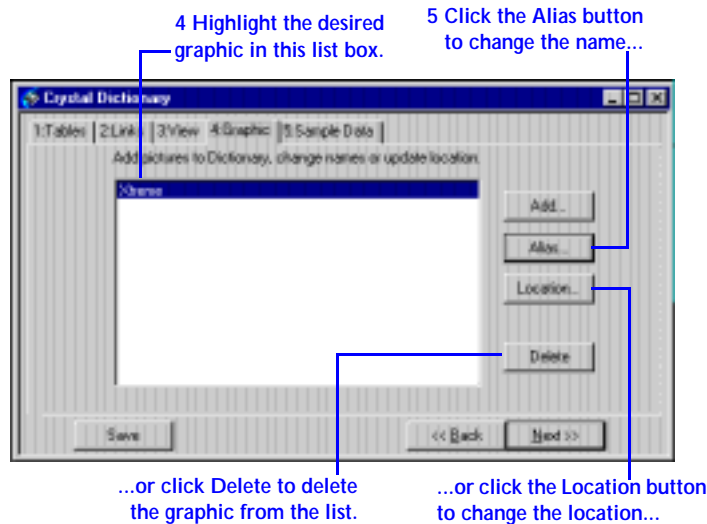 4 Highlight the desired
graphic in this list box.
5 Click the Alias button
to change the name...
Crystal Dictionary
1:Tables 2:Links 3:View 4:Graphic 5:Sample Data
Add pictures to Dictionary, change names or update location.
Xtreme
Add...
Alias...
Location...
Delete
Save
<< Back
Next >>
...or click Delete to delete
the graphic from the list.
...or click the Location button
to change the location...